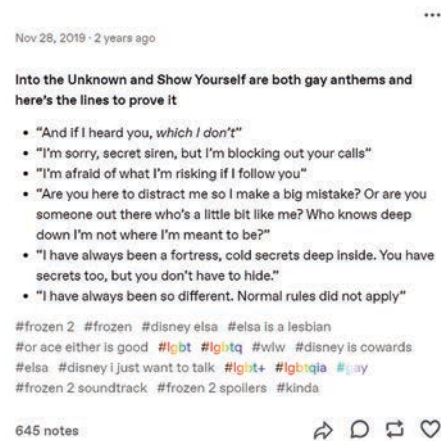 Nov 28, 2019 · 2 years ago
Into the Unknown and Show Yourself are both gay anthems and
here's the lines to prove it
• "And if I heard you, which I don't"
• "I'm sorry, secret siren, but I'm blocking out your calls"
• "I'm afraid of what I'm risking if I follow you"
• "Are you here to distract me so I make a big mistake? Or are you
someone out there who's a little bit like me? Who knows deep
down I'm not where I'm meant to be?"
• "I have always been a fortress, cold secrets deep inside. You have
secrets too, but you don't have to hide."
• "I have always been so different. Normal rules did not apply"
#frozen 2 #frozen #disney elsa #elsa is a lesbian
#or ace either is good #lgbt #lgbtq #wlw #disney is cowards
#elsa #disney i just want to talk #lgbt+ #lgbtqia #gay
#frozen 2 soundtrack #frozen 2 spoilers #kinda
645 notes